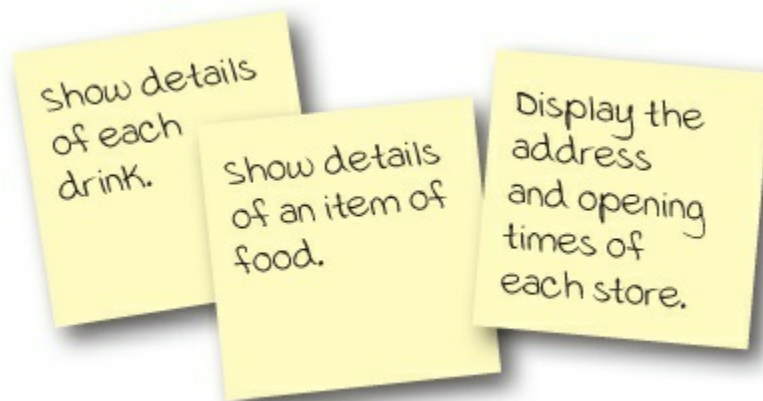 Show details
of each
drink.
Show details
of an item of
food.
Display the
address
and opening
times of
each store.